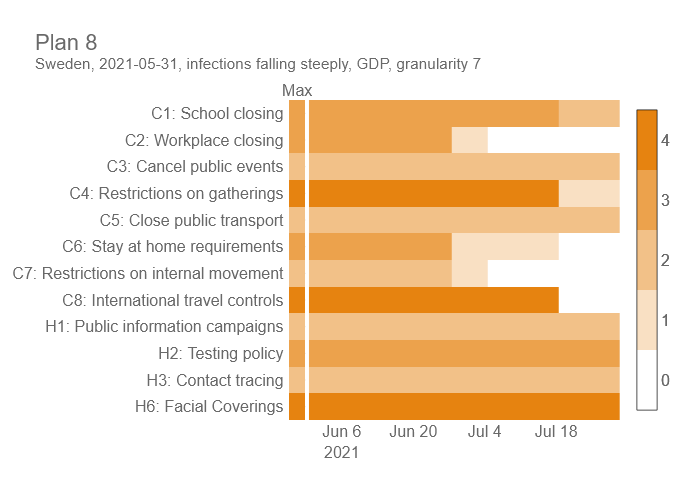 Plan 8
Sweden, 2021-05-31, infections falling steeply, GDP, granularity 7
Max
C1: School closing
C2: Workplace closing
C3: Cancel public events
C4: Restrictions on gatherings
C5: Close public transport
C6: Stay at home requirements
C7: Restrictions on internal movement
C8: International travel controls
H1: Public information campaigns
H2: Testing policy
H3: Contact tracing
H6: Facial Coverings
Jun 6 Jun 20 Jul 4 Jul 18
2021
4
3
2
1
0